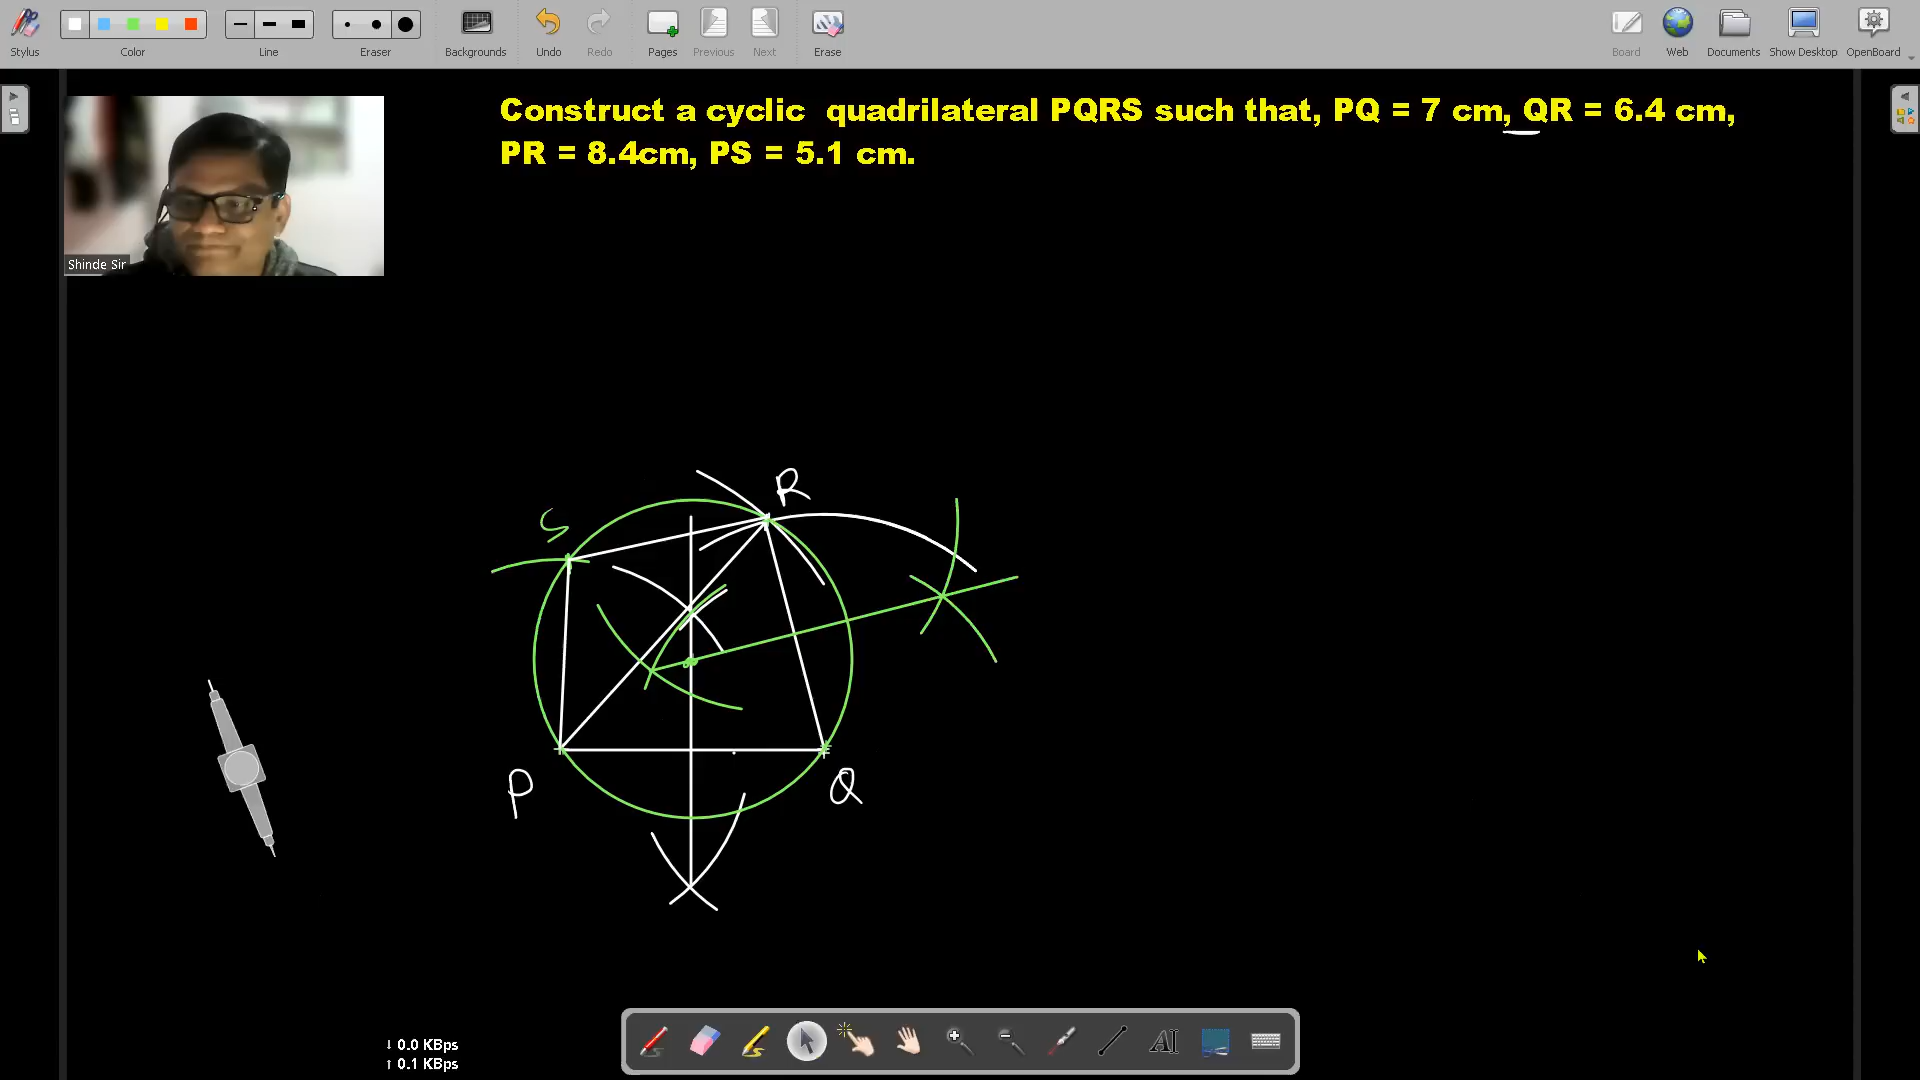 Stylus
Color
Line
Eraser
Backgrounds
Undo
Redo
Pages
Previous
Next
Erase
Board
Web
Documents
Show Desktop
OpenBoard
Construct a cyclic quadrilateral PQRS such that, PQ = 7 cm, QR = 6.4 cm,
PR = 8.4cm, PS = 5.1 cm.
Shinde Sir
R
S
P
Q
↓ 0.0 KBps
↑ 0.1 KBps
AI